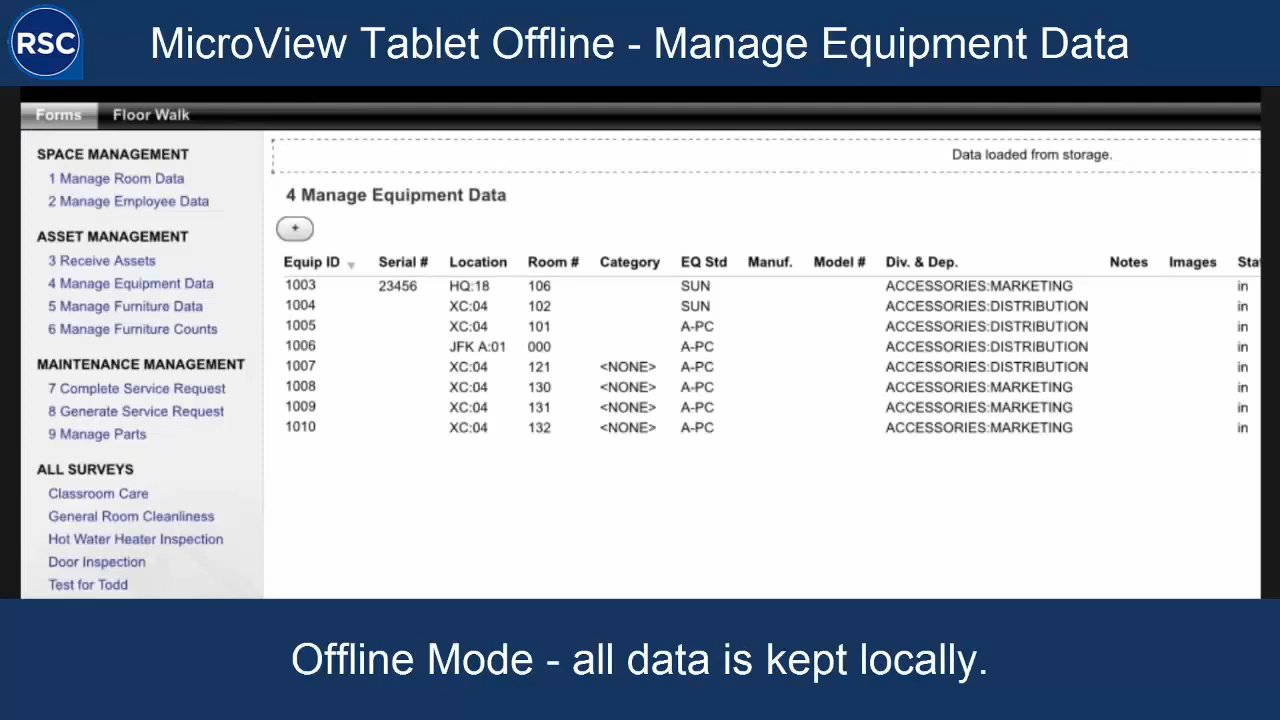 RSC
MicroView Tablet Offline - Manage Equipment Data
Forms Floor Walk
SPACE MANAGEMENT
1 Manage Room Data
2 Manage Employee Data
ASSET MANAGEMENT
3 Receive Assets
4 Manage Equipment Data
5 Manage Furniture Data
6 Manage Furniture Counts
MAINTENANCE MANAGEMENT
7 Complete Service Request
8 Generate Service Request
9 Manage Parts
ALL SURVEYS
Classroom Care
General Room Cleanliness
Hot Water Heater Inspection
Door Inspection
Test for Todd
Data loaded from storage.
4 Manage Equipment Data
+
Equip ID Serial # Location Room # Category EQ Std Manuf. Model # Div. & Dep. Notes Images Sta
1003 23456 HQ:18 106 SUN ACCESSORIES:MARKETING in
1004 XC:04 102 SUN ACCESSORIES:DISTRIBUTION in
1005 XC:04 101 A-PC ACCESSORIES:DISTRIBUTION in
1006 JFK A:01 000 A-PC ACCESSORIES:DISTRIBUTION in
1007 XC:04 121 <NONE> A-PC ACCESSORIES:DISTRIBUTION in
1008 XC:04 130 <NONE> A-PC ACCESSORIES:MARKETING in
1009 XC:04 131 <NONE> A-PC ACCESSORIES:MARKETING in
1010 XC:04 132 <NONE> A-PC ACCESSORIES:MARKETING in
Offline Mode - all data is kept locally.